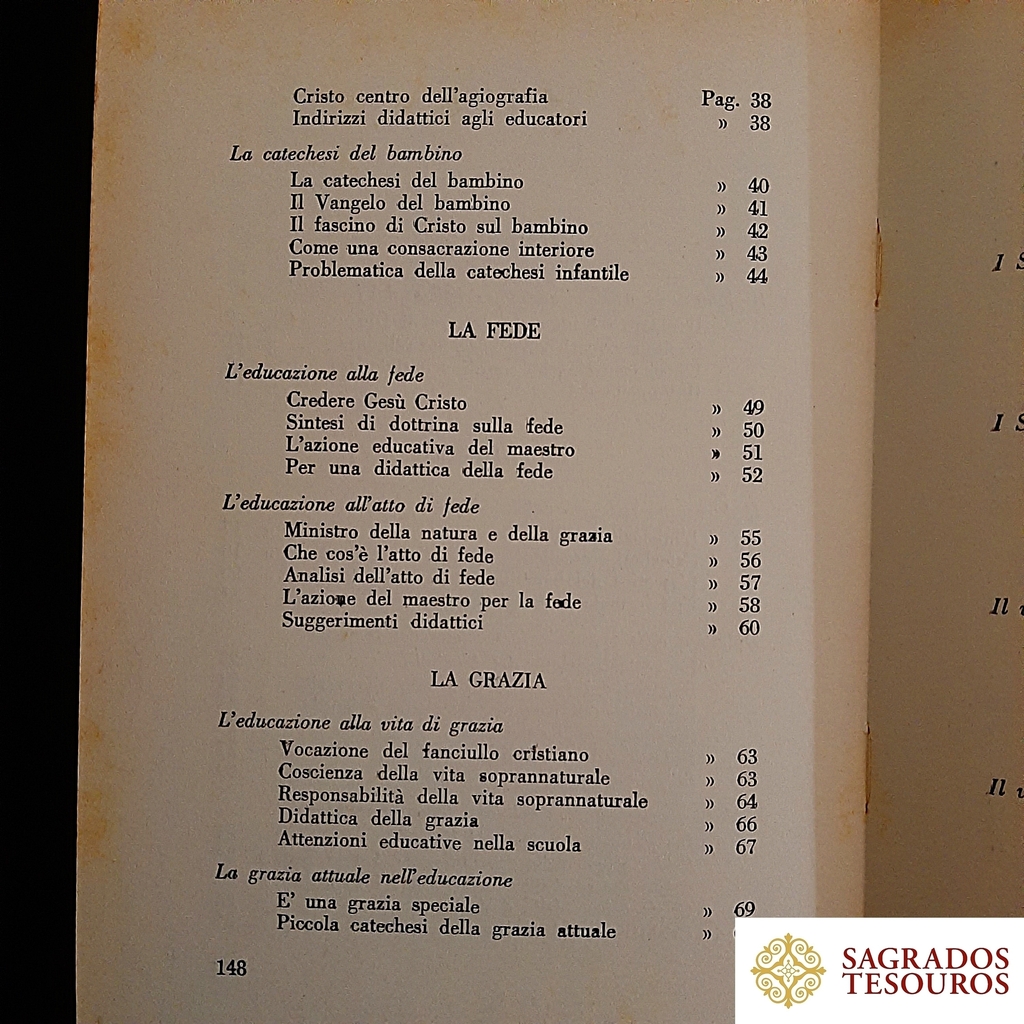 Cristo centro dell'agiografia Pag. 38
Indirizzi didattici agli educatori » 38
La catechesi del bambino
La catechesi del bambino » 40
Il Vangelo del bambino » 41
Il fascino di Cristo sul bambino » 42
Come una consacrazione interiore » 43
Problematica della catechesi infantile » 44
LA FEDE
L'educazione alla fede
Credere Gesù Cristo » 49
Sintesi di dottrina sulla fede » 50
L'azione educativa del maestro » 51
Per una didattica della fede » 52
L'educazione all'atto di fede
Ministro della natura e della grazia » 55
Che cos'è l'atto di fede » 56
Analisi dell'atto di fede » 57
L'azione del maestro per la fede » 58
Suggerimenti didattici » 60
LA GRAZIA
L'educazione alla vita di grazia
Vocazione del fanciullo cristiano » 63
Coscienza della vita soprannaturale » 63
Responsabilità della vita soprannaturale » 64
Didattica della grazia » 66
Attenzioni educative nella scuola » 67
La grazia attuale nell'educazione
E' una grazia speciale » 69
Piccola catechesi della grazia attuale »
148
I
I
Il
Il
SAGRADOS
TESOUROS